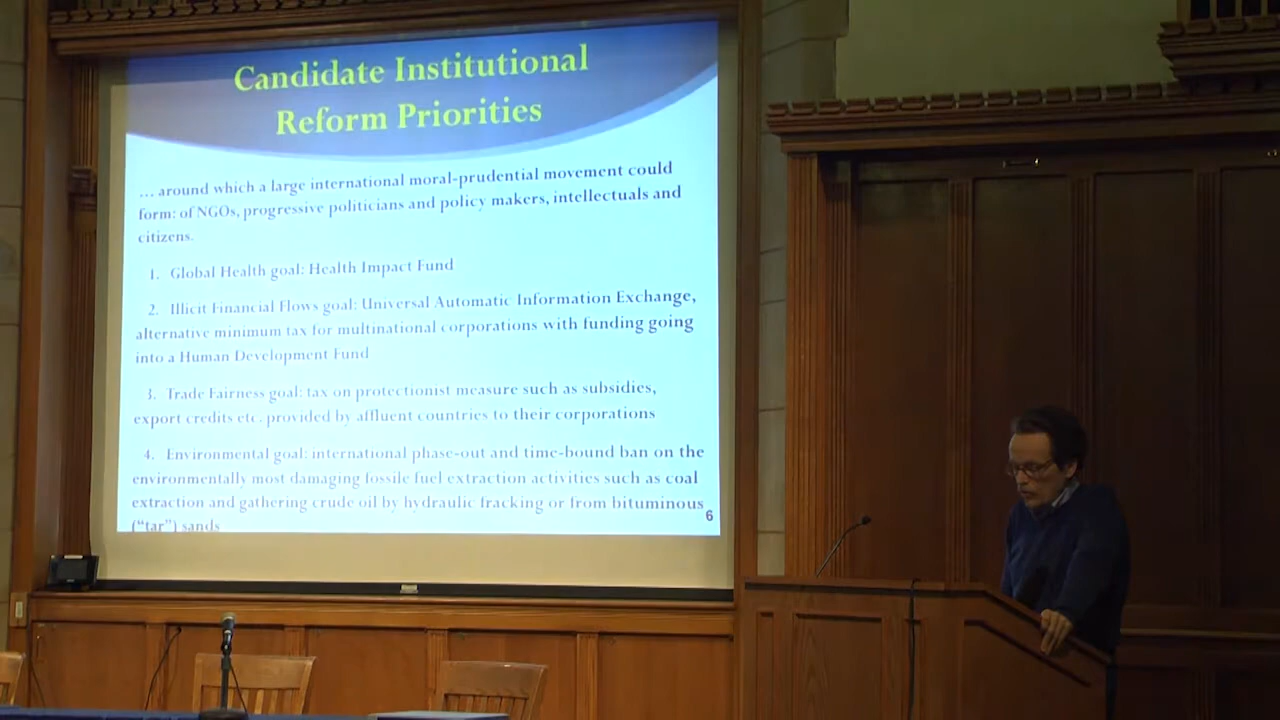 Candidate Institutional
Reform Priorities
... around which a large international moral-prudential movement could
form: of NGOs, progressive politicians and policy makers, intellectuals and
citizens.
1. Global Health goal: Health Impact Fund
2. Illicit Financial Flows goal: Universal Automatic Information Exchange,
alternative minimum tax for multinational corporations with funding going
into a Human Development Fund
3. Trade Fairness goal: tax on protectionist measure such as subsidies,
export credits etc. provided by affluent countries to their corporations
4. Environmental goal: international phase-out and time-bound ban on the
environmentally most damaging fossile fuel extraction activities such as coal
extraction and gathering crude oil by hydraulic fracking or from bituminous
("tar") sands
6